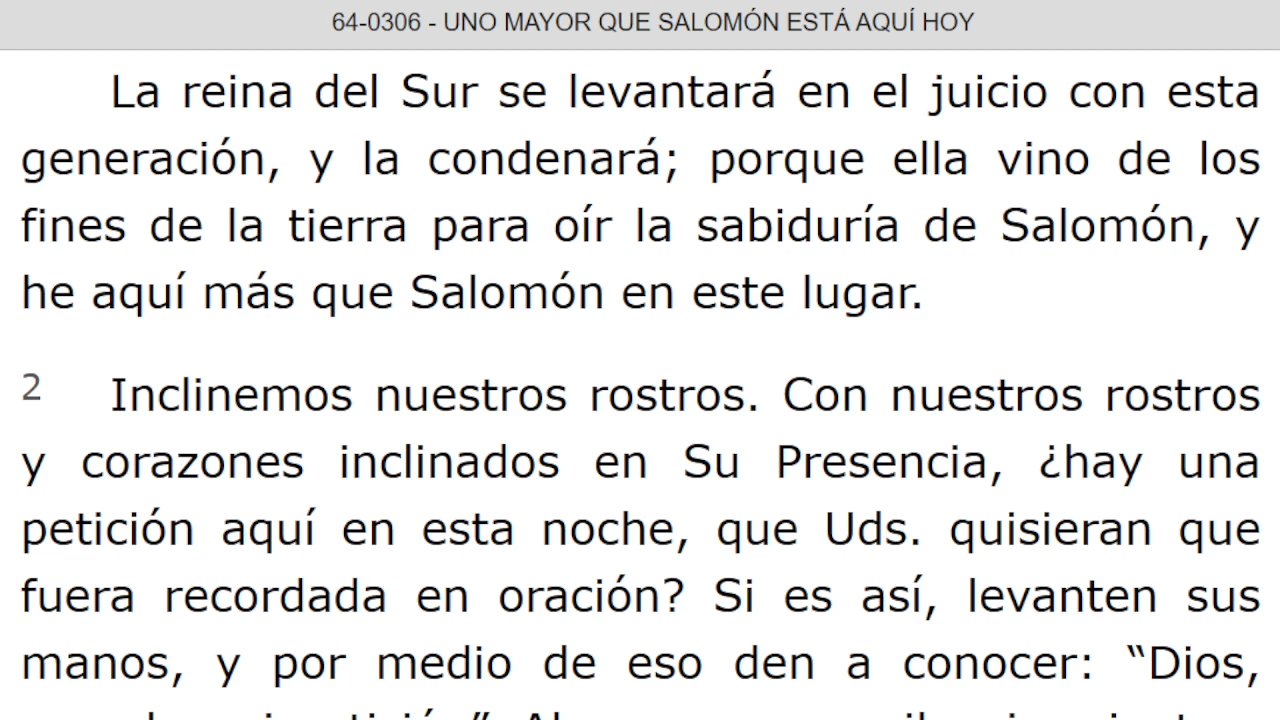 64-0306 - UNO MAYOR QUE SALOMÓN ESTÁ AQUÍ HOY
La reina del Sur se levantará en el juicio con esta
generación, y la condenará; porque ella vino de los
fines de la tierra para oír la sabiduría de Salomón, y
he aquí más que Salomón en este lugar.
2 Inclinemos nuestros rostros. Con nuestros rostros
y corazones inclinados en Su Presencia, ¿hay una
petición aquí en esta noche, que Uds. quisieran que
fuera recordada en oración? Si es así, levanten sus
manos, y por medio de eso den a conocer: “Dios,